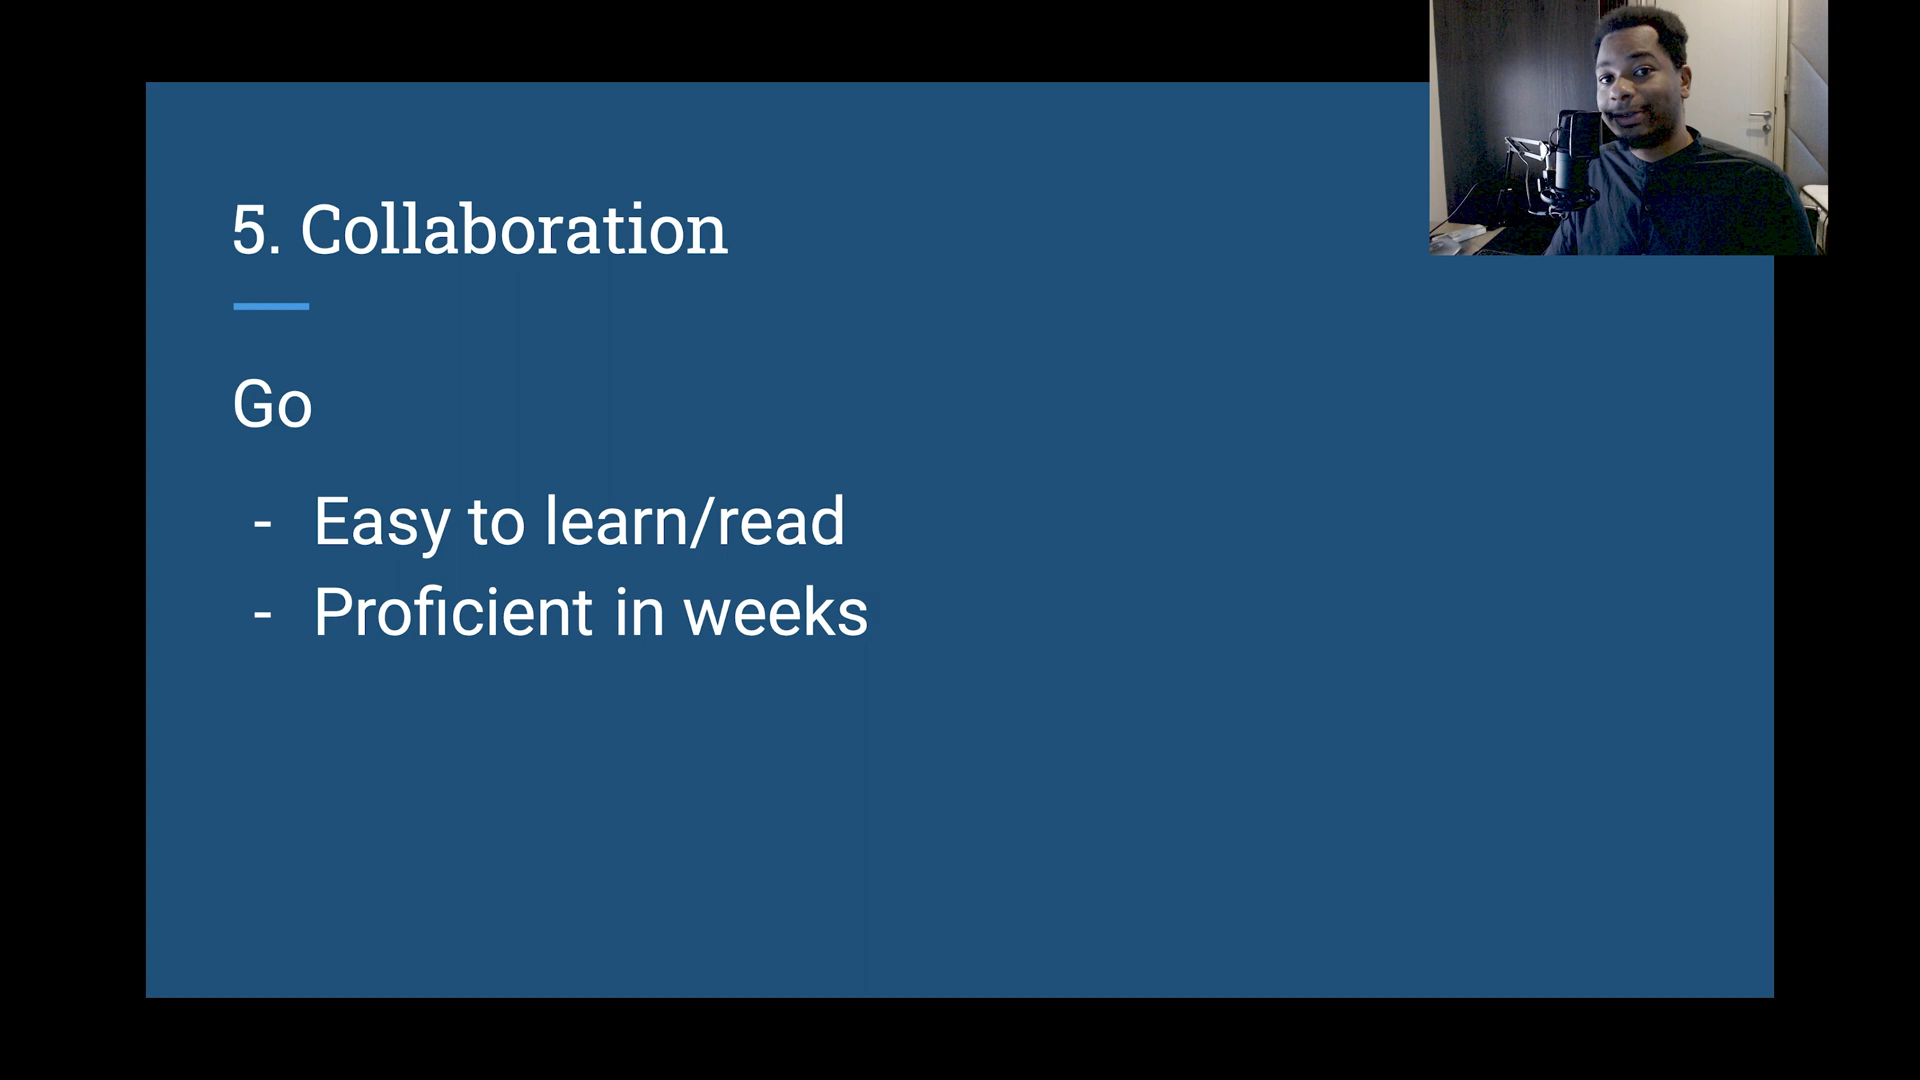 5. Collaboration
Go
- Easy to learn/read
- Proficient in weeks